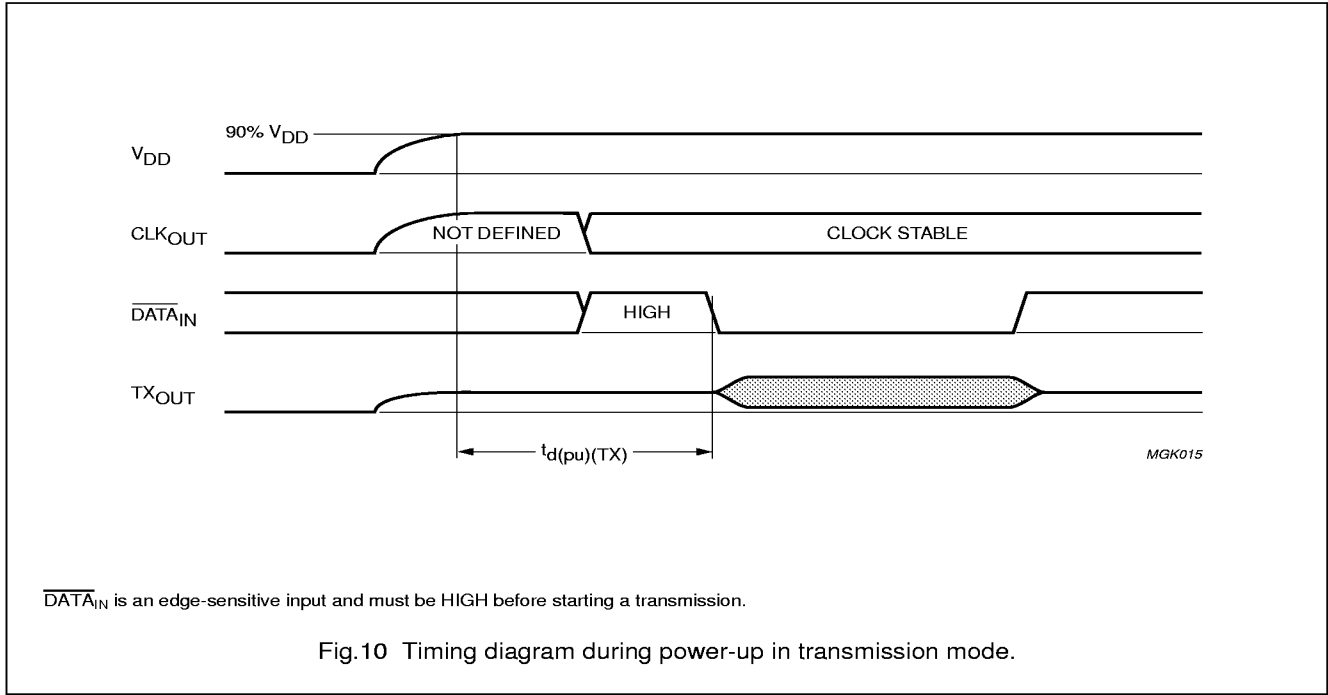 90% VDD
VDD
CLKOUT
NOT DEFINED
CLOCK STABLE
DATAIN
HIGH
TXOUT
td(pu)(TX)
MGK015
DATAIN is an edge-sensitive input and must be HIGH before starting a transmission.
Fig.10 Timing diagram during power-up in transmission mode.